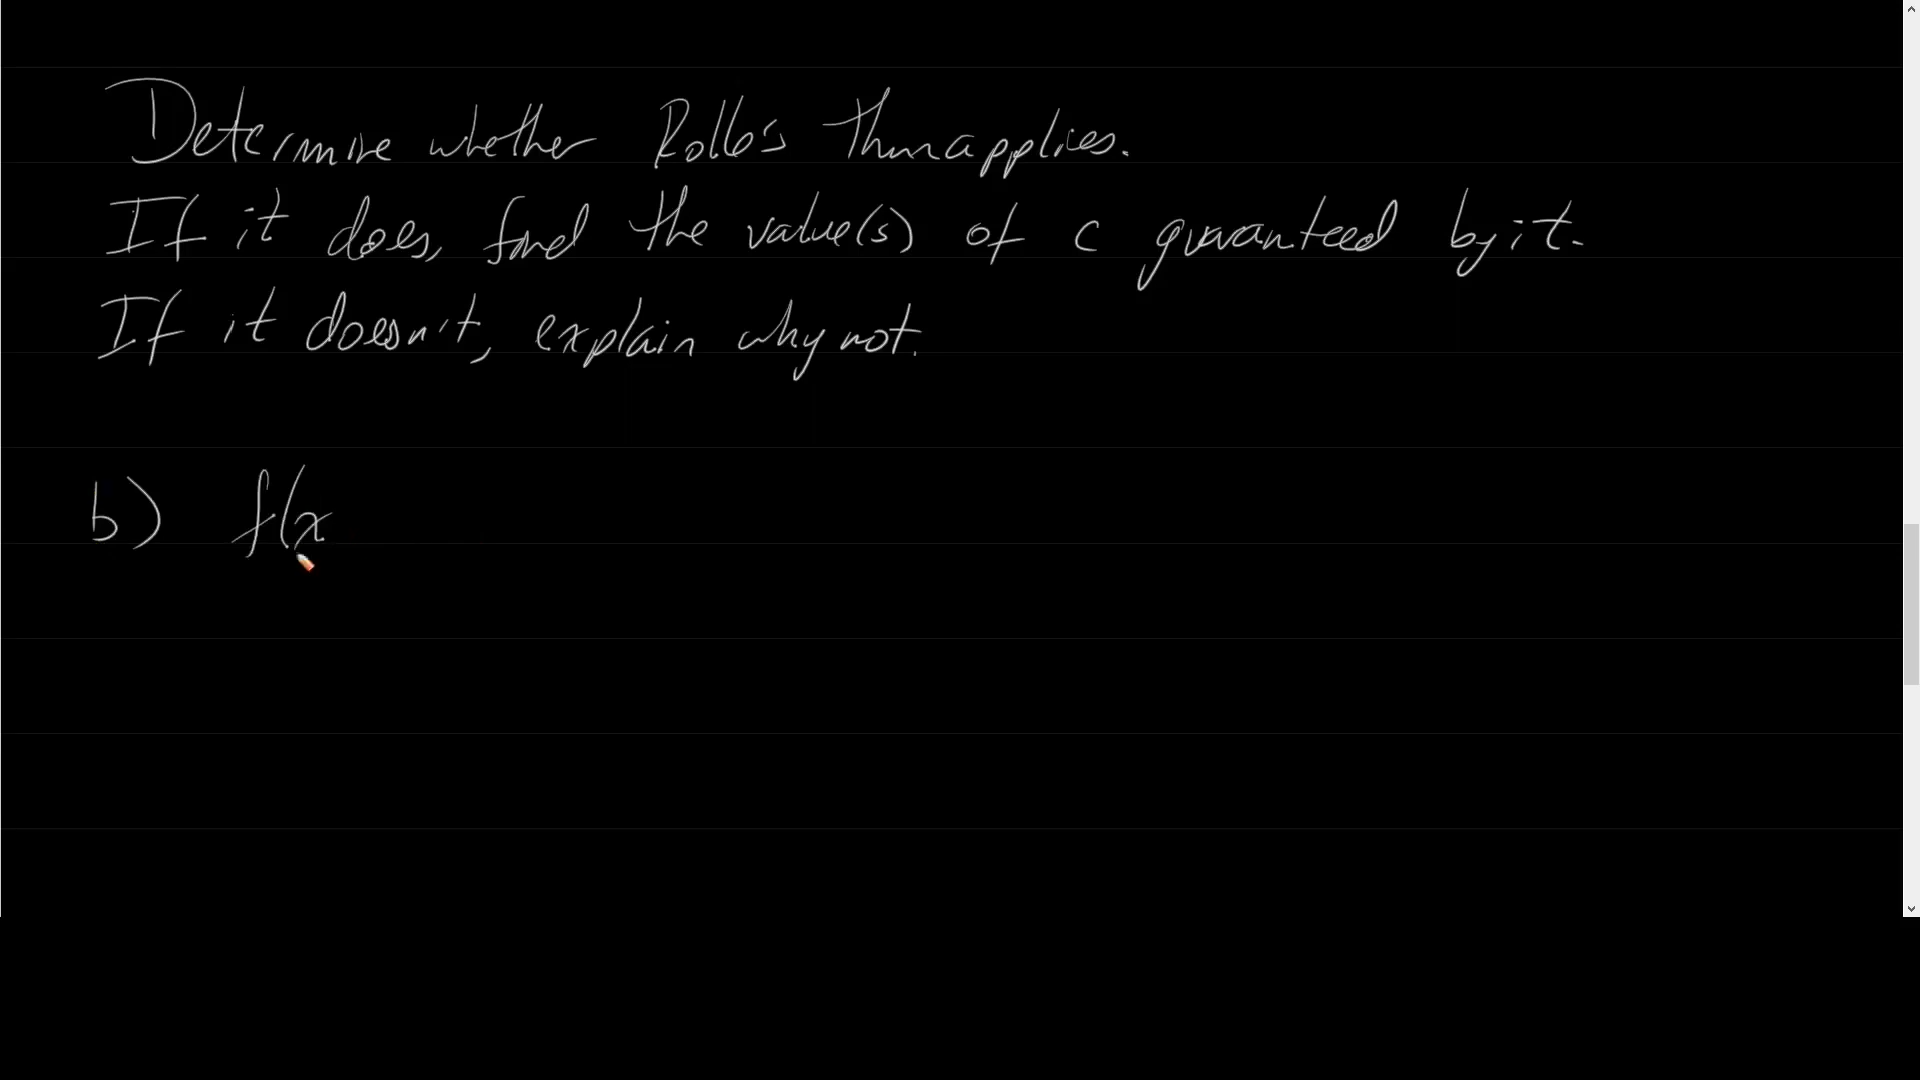 Determine whether Rolle's Thm applies.
If it does, find the value(s) of c guaranteed by it.
If it doesn't, explain why not.
b) f(x